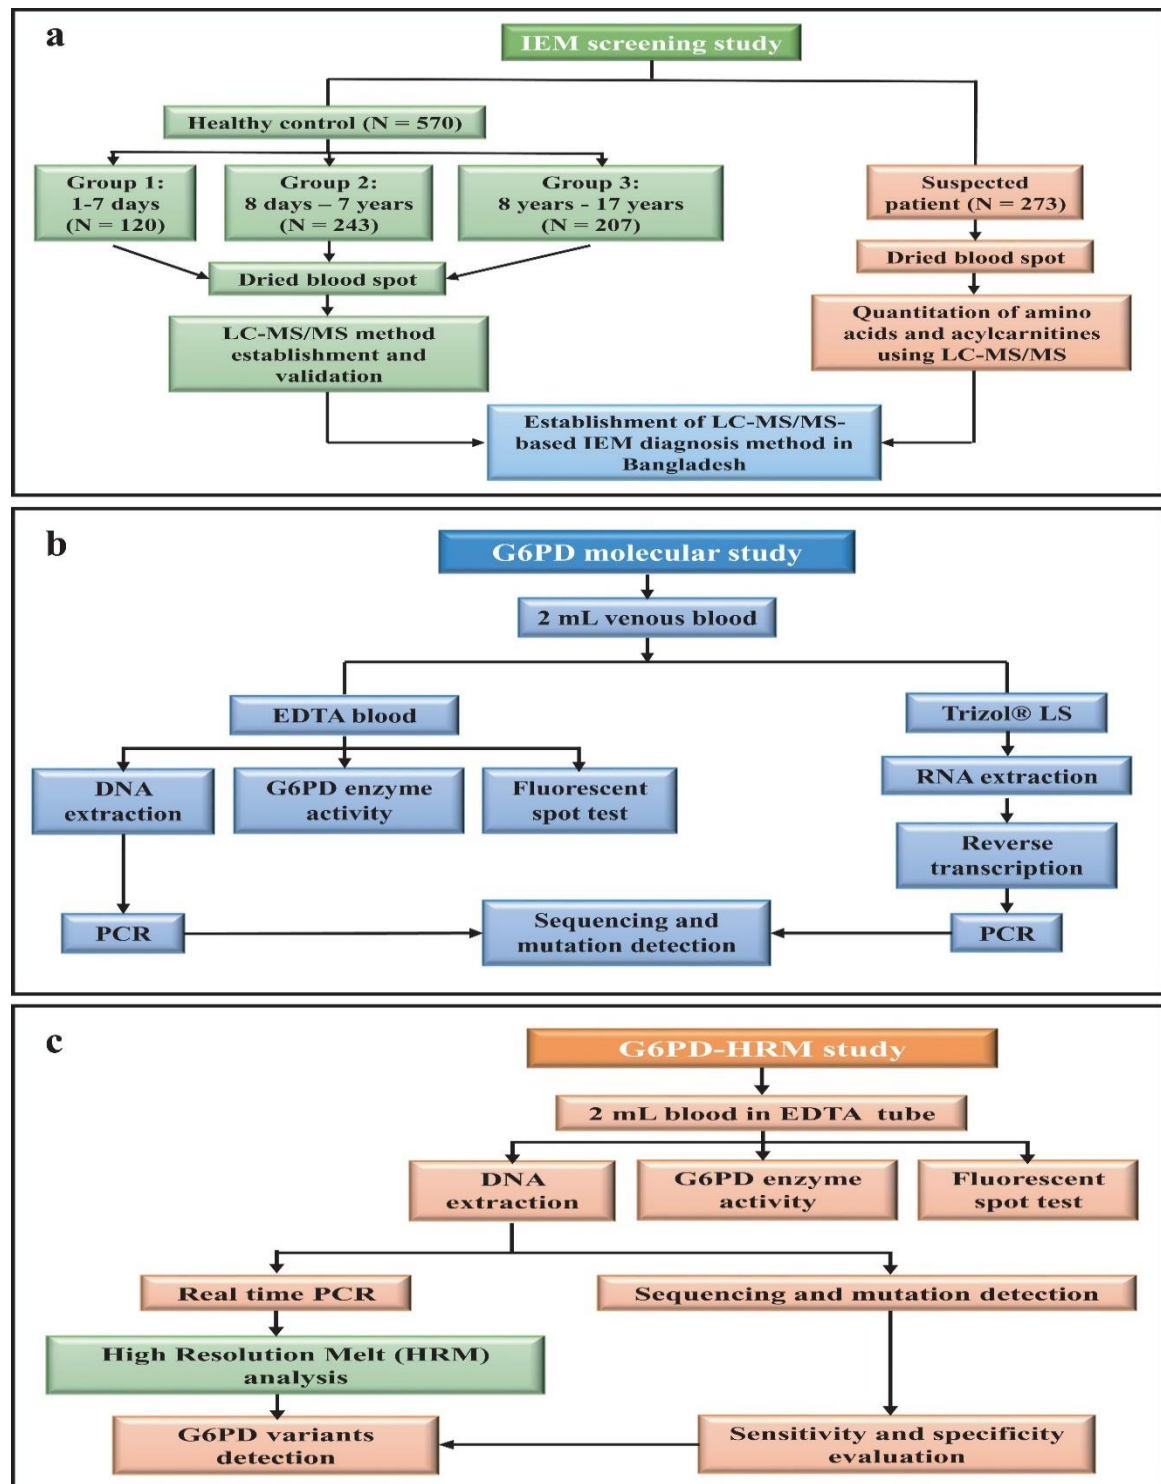 a
IEM screening study
Healthy control (N = 570)
Group 1:
1-7 days
(N = 120)
Group 2:
8 days – 7 years
(N = 243)
Group 3:
8 years - 17 years
(N = 207)
Suspected
patient (N = 273)
Dried blood spot
Dried blood spot
LC-MS/MS method
establishment and
validation
Quantitation of amino
acids and acylcarnitines
using LC-MS/MS
Establishment of LC-MS/MS-
based IEM diagnosis method in
Bangladesh
b
G6PD molecular study
2 mL venous blood
EDTA blood
Trizol® LS
DNA
extraction
G6PD enzyme
activity
Fluorescent
spot test
RNA extraction
Reverse
transcription
PCR
Sequencing and
mutation detection
PCR
c
G6PD-HRM study
2 mL blood in EDTA tube
DNA
extraction
G6PD enzyme
activity
Fluorescent
spot test
Real time PCR
Sequencing and mutation detection
High Resolution Melt (HRM)
analysis
G6PD variants
detection
Sensitivity and specificity
evaluation